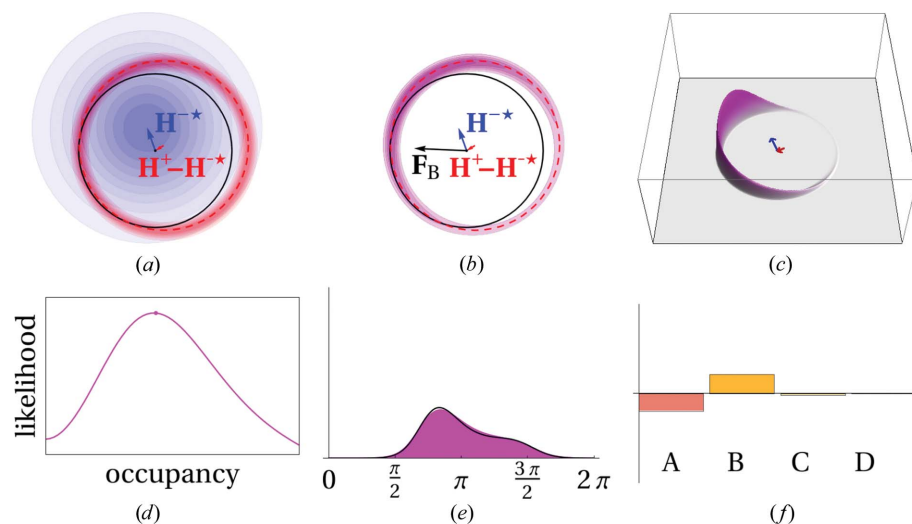 H⁻⋆
H⁺−H⁻⋆
(a)
H⁻⋆
F_B H⁺−H⁻⋆
(b)
(c)
likelihood
occupancy
(d)
0 π/2 π 3π/2 2π
(e)
A B C D
(f)